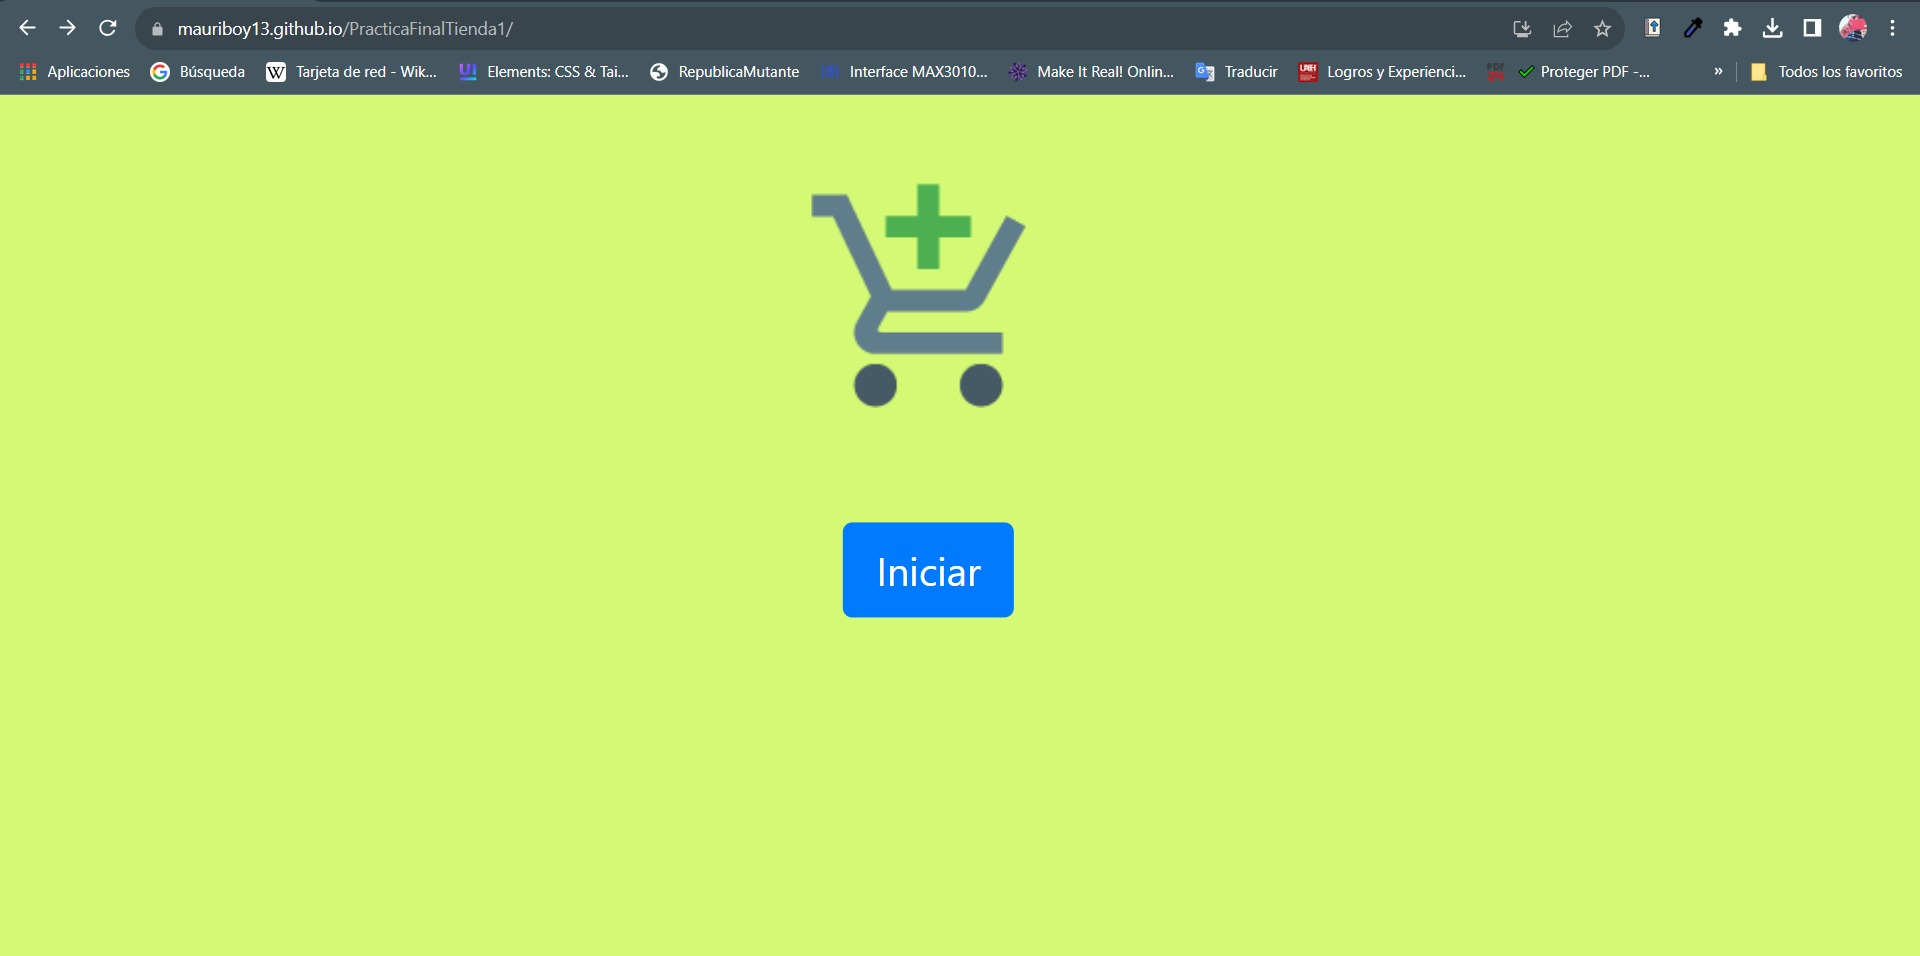 mauriboy13.github.io/PracticaFinalTienda1/
Aplicaciones Búsqueda Tarjeta de red - Wik... Elements: CSS & Tai... RepublicaMutante Interface MAX3010... Make It Real! Onlin... Traducir Logros y Experienci... Proteger PDF -... » Todos los favoritos
Iniciar